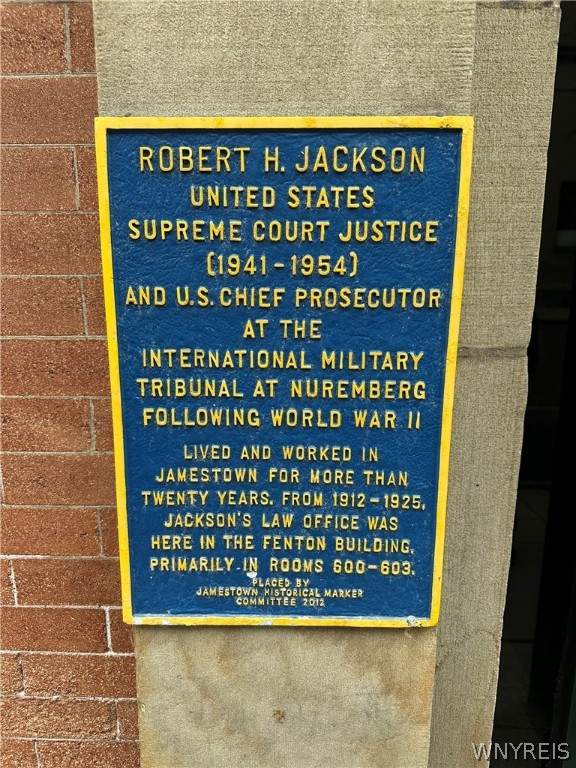 ROBERT H. JACKSON
UNITED STATES
SUPREME COURT JUSTICE
(1941-1954)
AND U.S. CHIEF PROSECUTOR
AT THE
INTERNATIONAL MILITARY
TRIBUNAL AT NUREMBERG
FOLLOWING WORLD WAR II
LIVED AND WORKED IN
JAMESTOWN FOR MORE THAN
TWENTY YEARS. FROM 1912-1925,
JACKSON'S LAW OFFICE WAS
HERE IN THE FENTON BUILDING,
PRIMARILY IN ROOMS 600-603.
PLACED BY
JAMESTOWN HISTORICAL MARKER
COMMITTEE 2012
WNYREIS